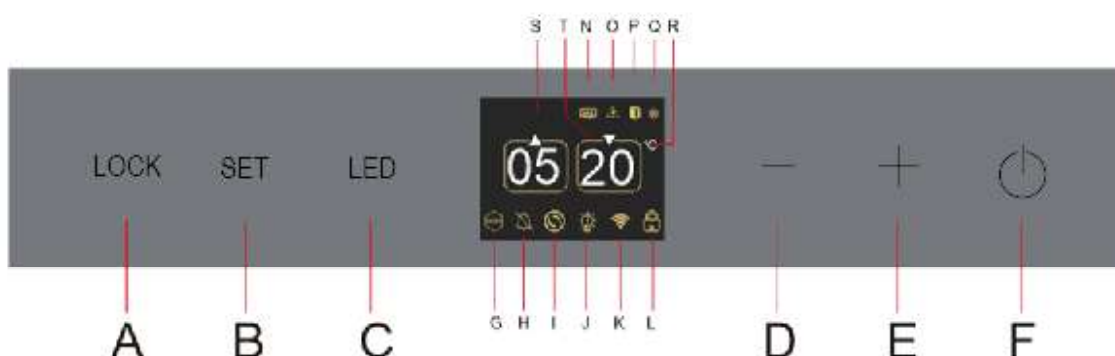 S T N O P Q R
°C
05 20
LOCK SET LED
G H I J K L
A B C D E F